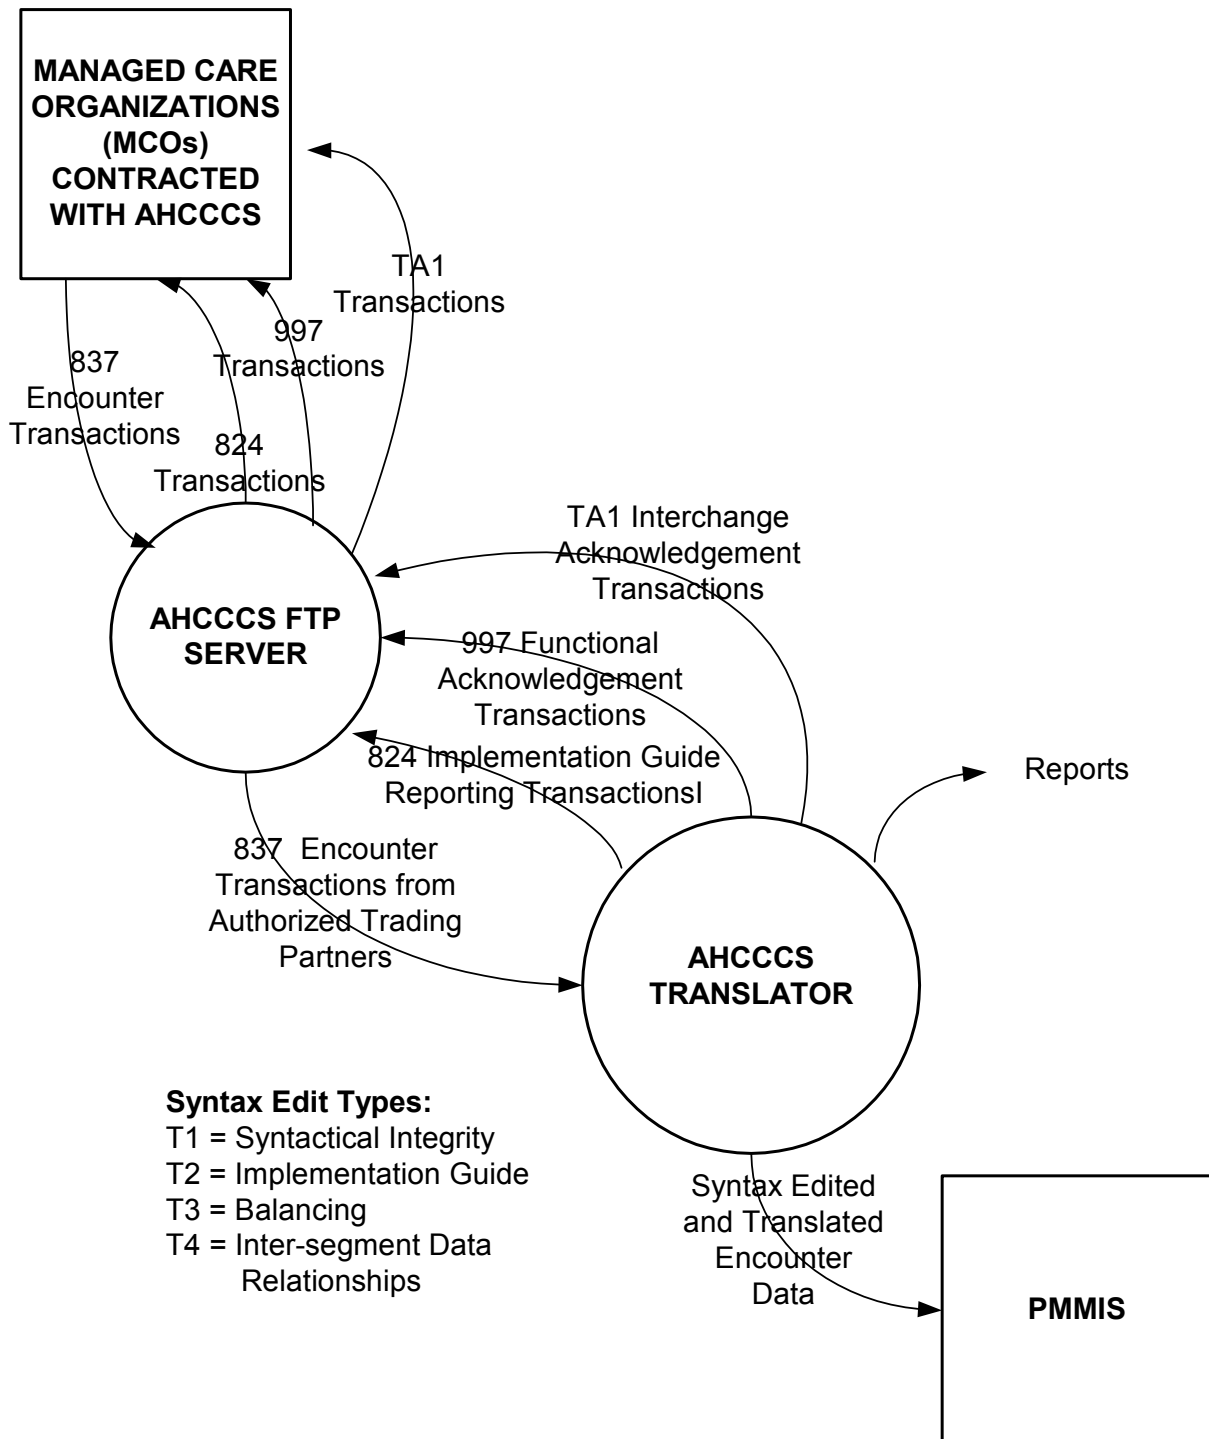 MANAGED CARE
ORGANIZATIONS
(MCOs)
CONTRACTED
WITH AHCCCS
TA1
Transactions
997
Transactions
837
Encounter
Transactions
824
Transactions
TA1 Interchange
Acknowledgement
Transactions
AHCCCS FTP
SERVER
997 Functional
Acknowledgement
Transactions
824 Implementation Guide
Reporting TransactionsI
Reports
837 Encounter
Transactions from
Authorized Trading
Partners
AHCCCS
TRANSLATOR
Syntax Edit Types:
T1 = Syntactical Integrity
T2 = Implementation Guide
T3 = Balancing
T4 = Inter-segment Data
Relationships
Syntax Edited
and Translated
Encounter
Data
PMMIS